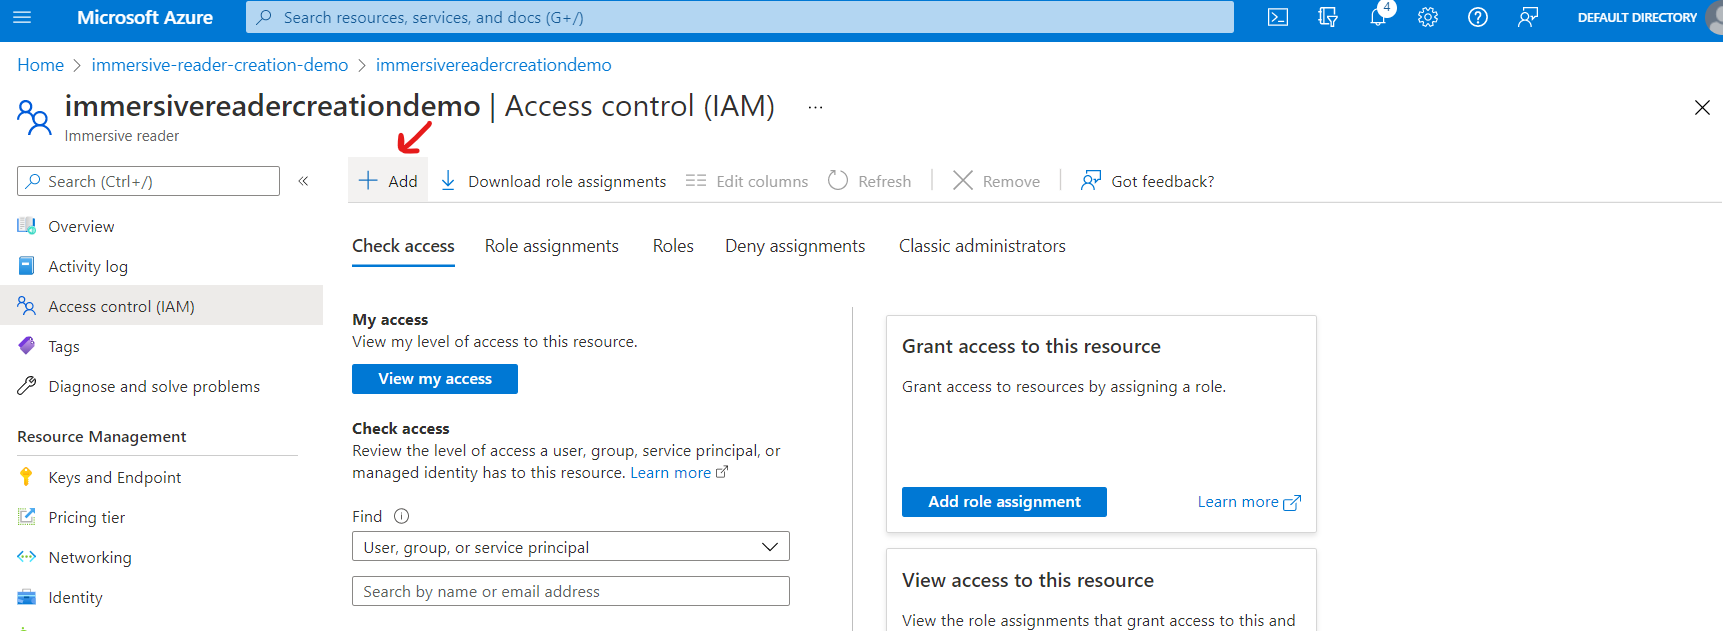 Microsoft Azure
Search resources, services, and docs (G+/)
4
DEFAULT DIRECTORY
Home > immersive-reader-creation-demo > immersivereadercreationdemo
immersivereadercreationdemo | Access control (IAM) ...
Immersive reader
Search (Ctrl+/)
«
Overview
Activity log
Access control (IAM)
Tags
Diagnose and solve problems
Resource Management
Keys and Endpoint
Pricing tier
Networking
Identity
Add
Download role assignments
Edit columns
Refresh
Remove
Got feedback?
Check access
Role assignments
Roles
Deny assignments
Classic administrators
My access
View my level of access to this resource.
View my access
Check access
Review the level of access a user, group, service principal, or
managed identity has to this resource. Learn more
Find
User, group, or service principal
Search by name or email address
Grant access to this resource
Grant access to resources by assigning a role.
Add role assignment
Learn more
View access to this resource
View the role assignments that grant access to this and